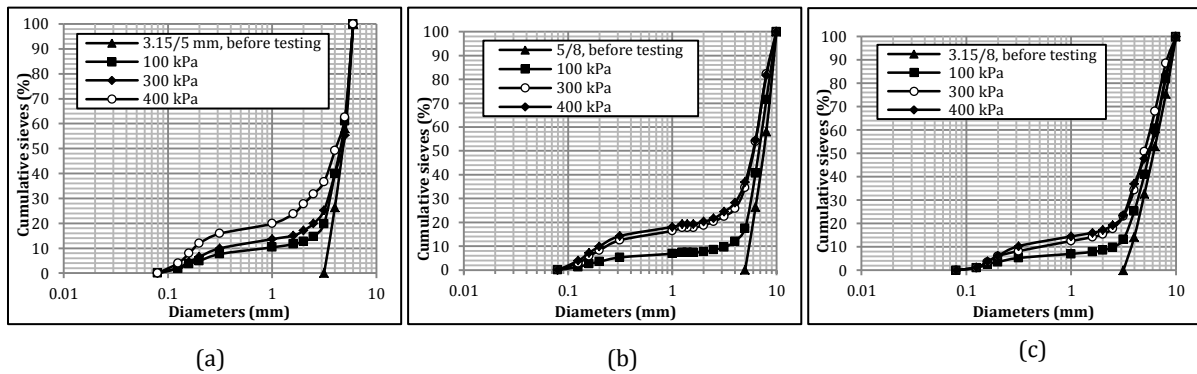 Cumulative sieves (%)
100
90
80
70
60
50
40
30
20
10
0
3.15/5 mm, before testing
100 kPa
300 kPa
400 kPa
0.01 0.1 1 10
Diameters (mm)
(a)
Cumulative sieves (%)
100
90
80
70
60
50
40
30
20
10
0
5/8, before testing
100 kPa
300 kPa
400 kPa
0.01 0.1 1 10
Diameters (mm)
(b)
Cumulative sieves (%)
100
90
80
70
60
50
40
30
20
10
0
3.15/8, before testing
100 kPa
300 kPa
400 kPa
0.01 0.1 1 10
Diameters (mm)
(c)